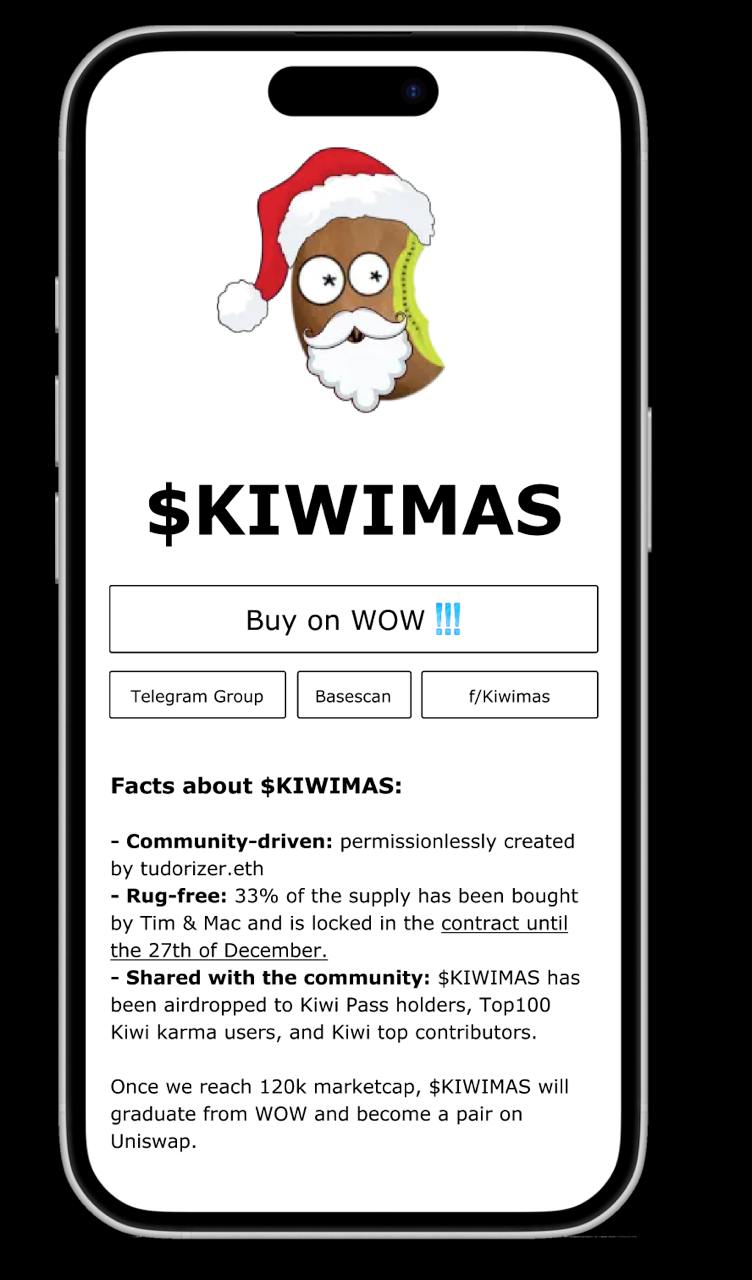 $KIWIMAS
Buy on WOW !!!
Telegram Group
Basescan
f/Kiwimas
Facts about $KIWIMAS:
- Community-driven: permissionlessly created
by tudorizer.eth
- Rug-free: 33% of the supply has been bought
by Tim & Mac and is locked in the contract until
the 27th of December.
- Shared with the community: $KIWIMAS has
been airdropped to Kiwi Pass holders, Top100
Kiwi karma users, and Kiwi top contributors.
Once we reach 120k marketcap, $KIWIMAS will
graduate from WOW and become a pair on
Uniswap.